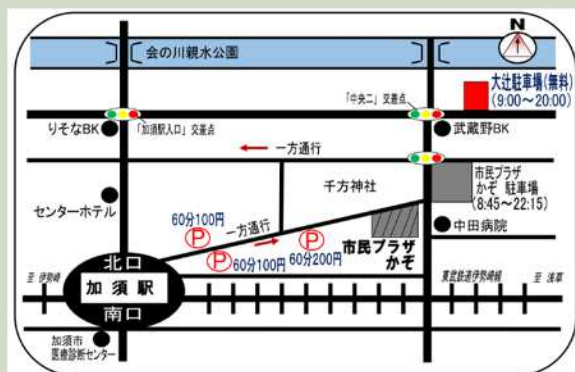 N
会の川親水公園
大辻駐車場(無料)
(9:00～20:00)
「中央二」交差点
りそなBK
「加須駅入口」交差点
武蔵野BK
一方通行
千方神社
市民プラザ
かぞ 駐車場
(8:45～22:15)
センターホテル
60分100円
P
一方通行
P
60分100円
P
60分200円
市民プラザ
かぞ
中田病院
北口
加須駅
南口
至 伊勢崎
東武鉄道伊勢崎線
至 浅草
加須市
医療診断センター